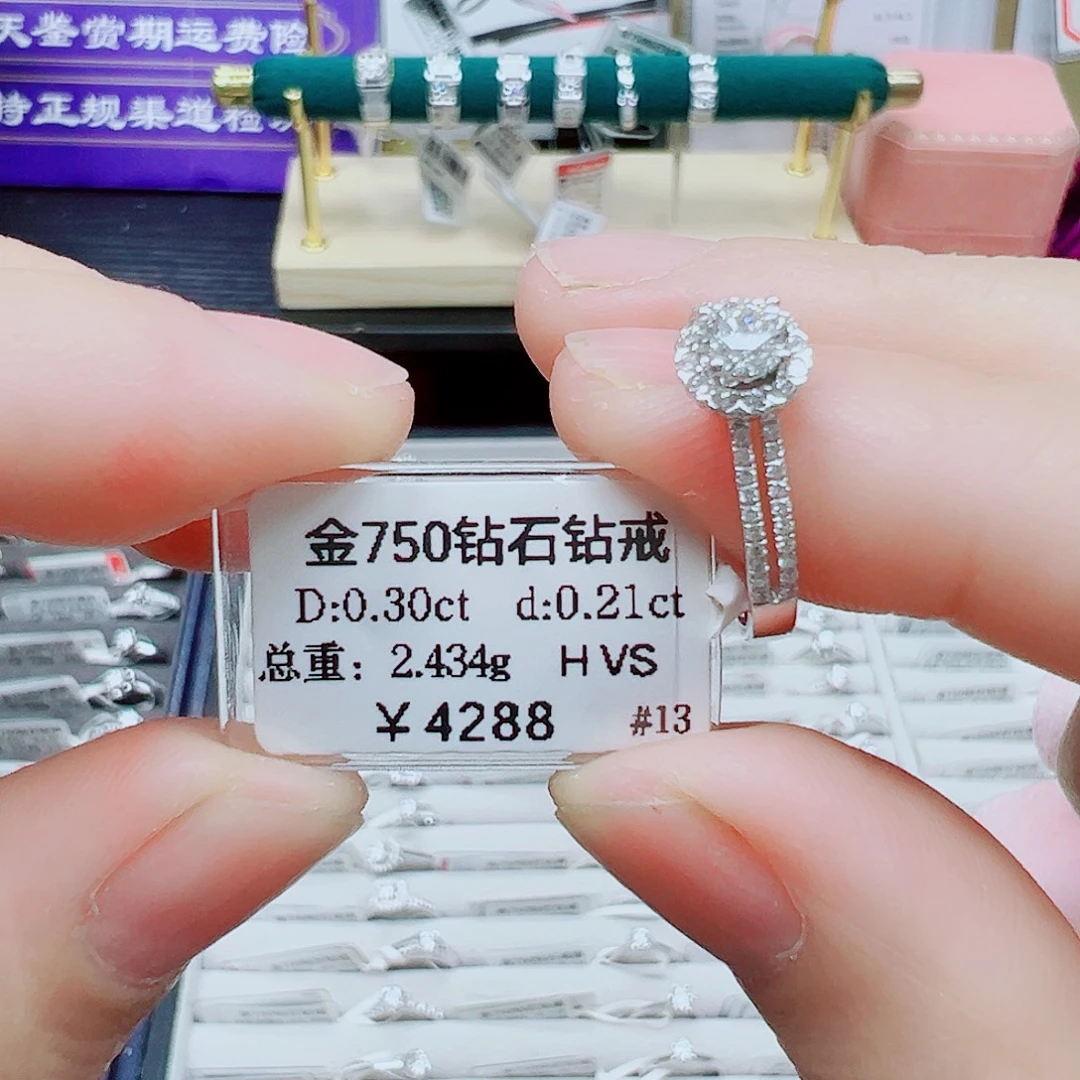 天鉴赏期运费险
持正规渠道检
金750钻石钻戒
D:0.30ct d:0.21ct
总重：2.434g H VS
￥4288 #13